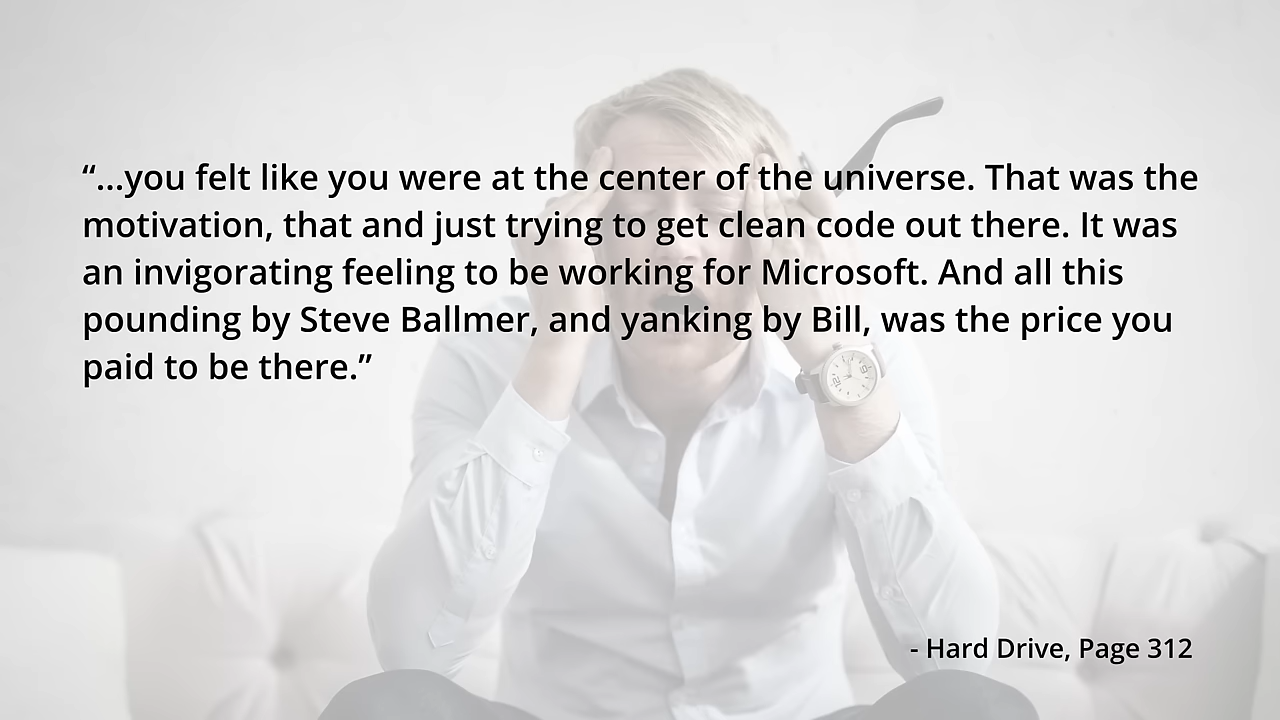 “...you felt like you were at the center of the universe. That was the
motivation, that and just trying to get clean code out there. It was
an invigorating feeling to be working for Microsoft. And all this
pounding by Steve Ballmer, and yanking by Bill, was the price you
paid to be there.”
- Hard Drive, Page 312